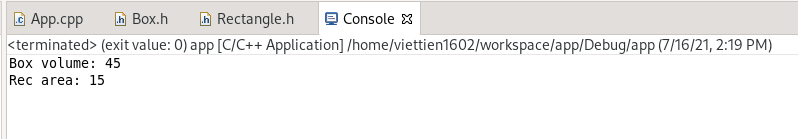 App.cpp Box.h Rectangle.h Console
<terminated> (exit value: 0) app [C/C++ Application] /home/viettien1602/workspace/app/Debug/app (7/16/21, 2:19 PM)
Box volume: 45
Rec area: 15